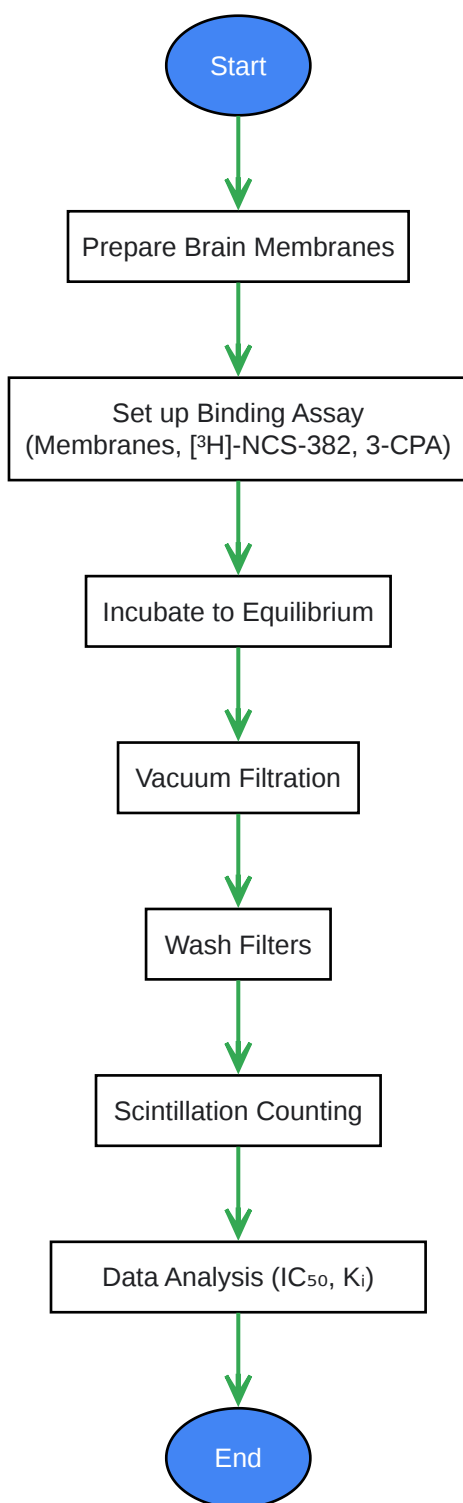 Start
Prepare Brain Membranes
Set up Binding Assay
(Membranes, [³H]-NCS-382, 3-CPA)
Incubate to Equilibrium
Vacuum Filtration
Wash Filters
Scintillation Counting
Data Analysis (IC₅₀, Kᵢ)
End